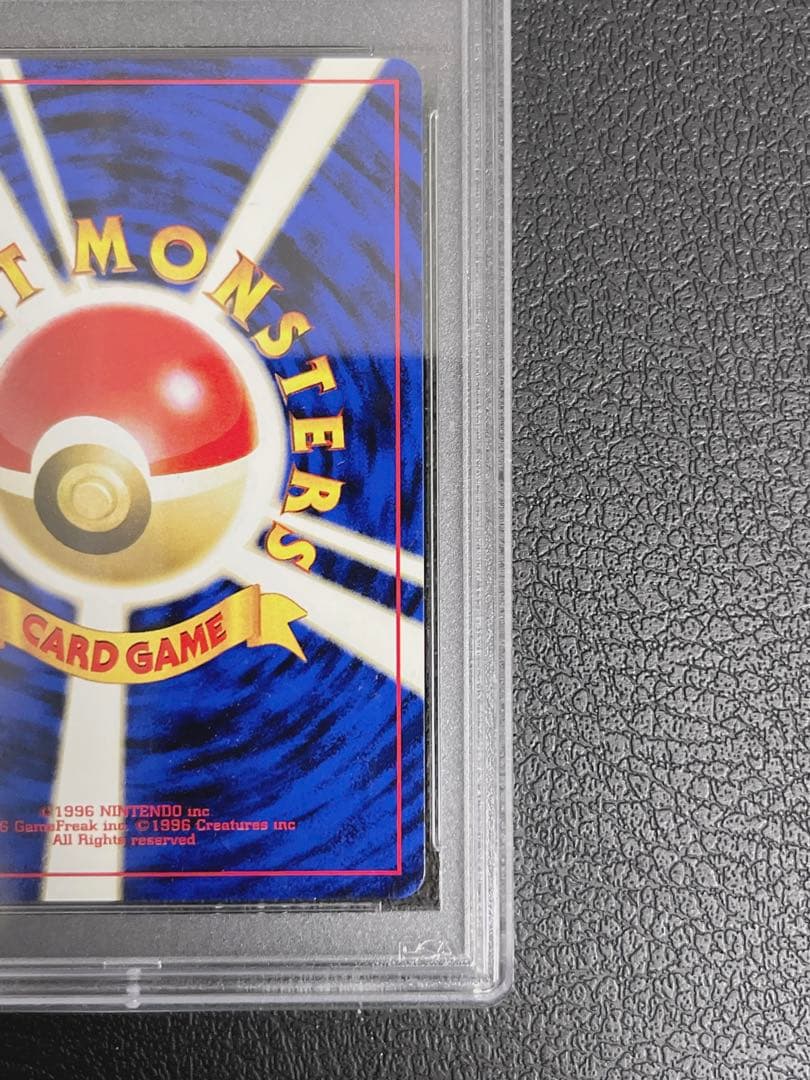 T MONSTERS
CARD GAME
©1996 NINTENDO inc
6 GameFreak inc. ©1996 Creatures inc
All Rights reserved